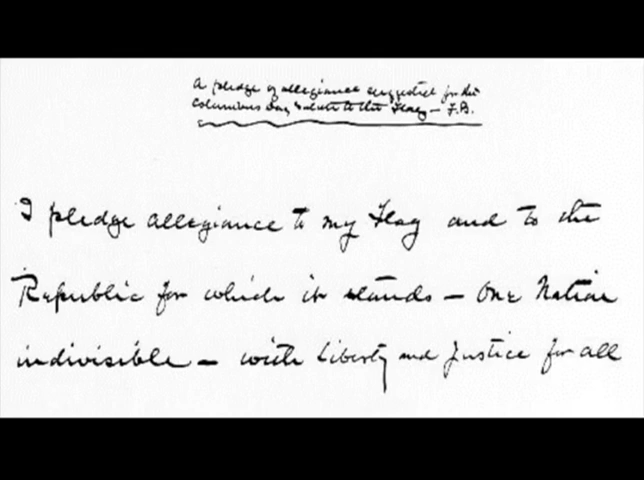 A pledge of allegiance suggested for the
Columbus Day salute to the Flag — F.B.
I pledge allegiance to my Flag and to the
Republic for which it stands — One Nation
indivisible — with Liberty and Justice for all